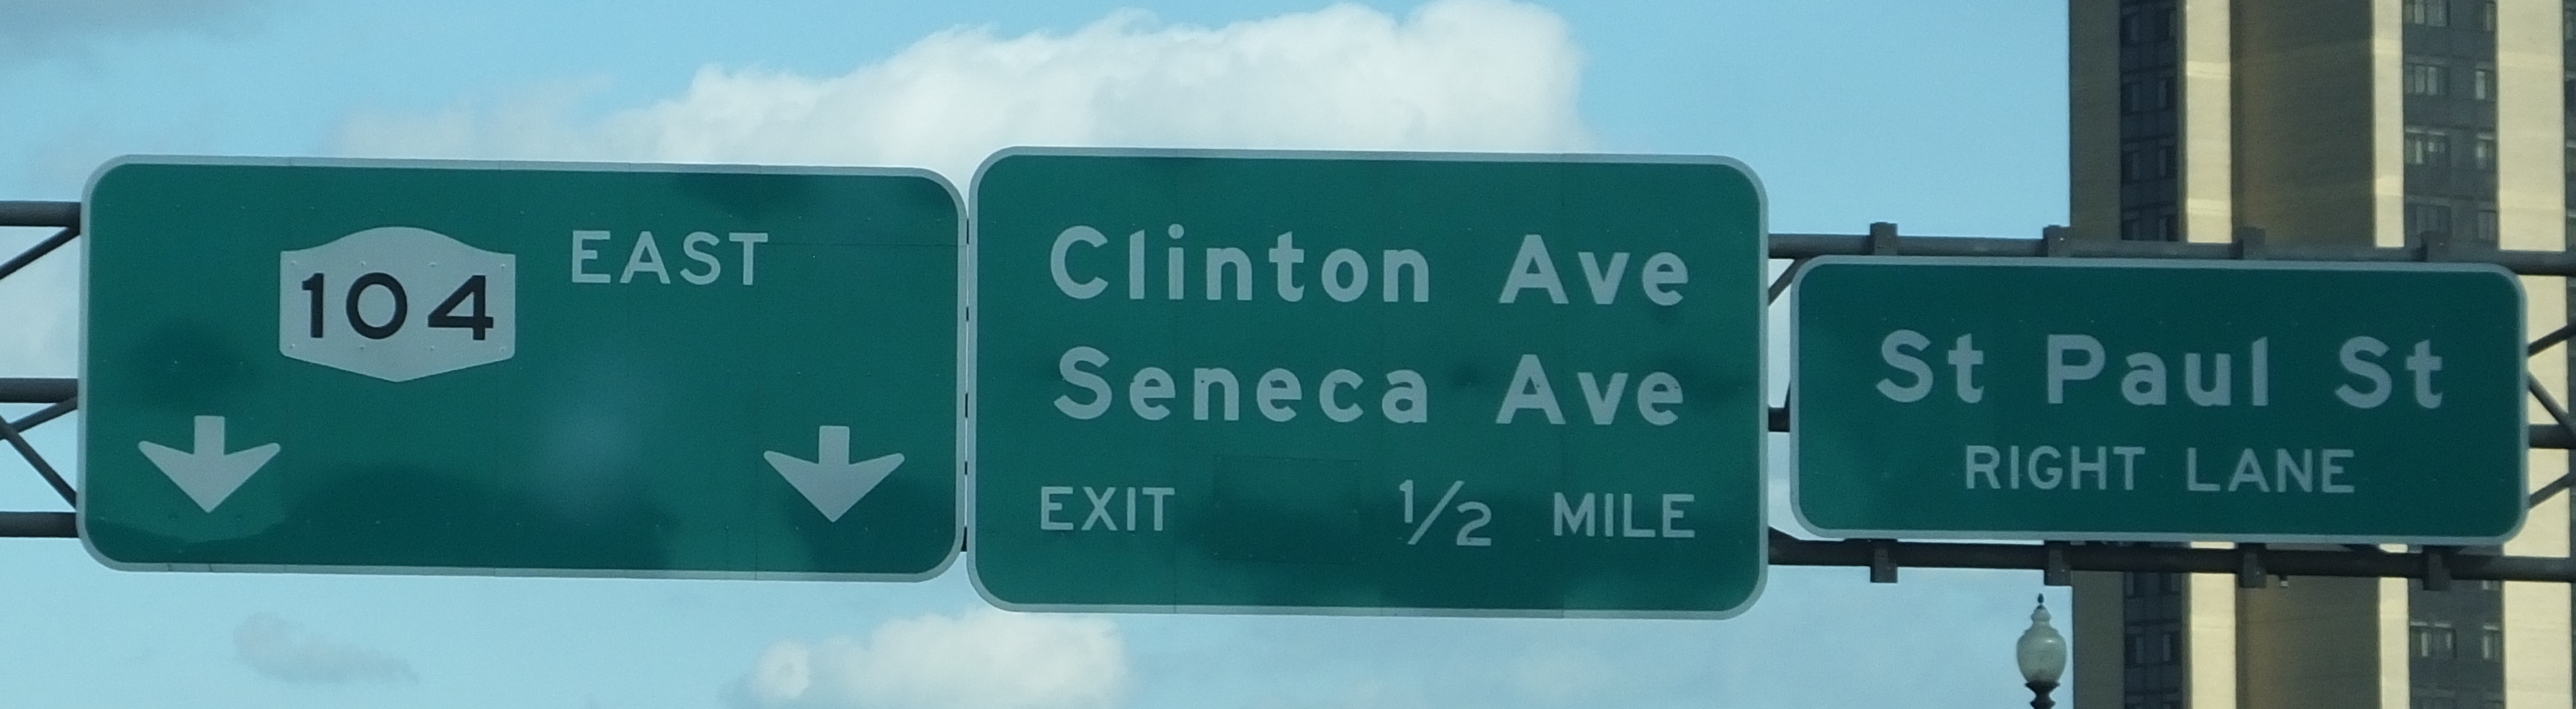 104 EAST
Clinton Ave
Seneca Ave
EXIT 1/2 MILE
St Paul St
RIGHT LANE